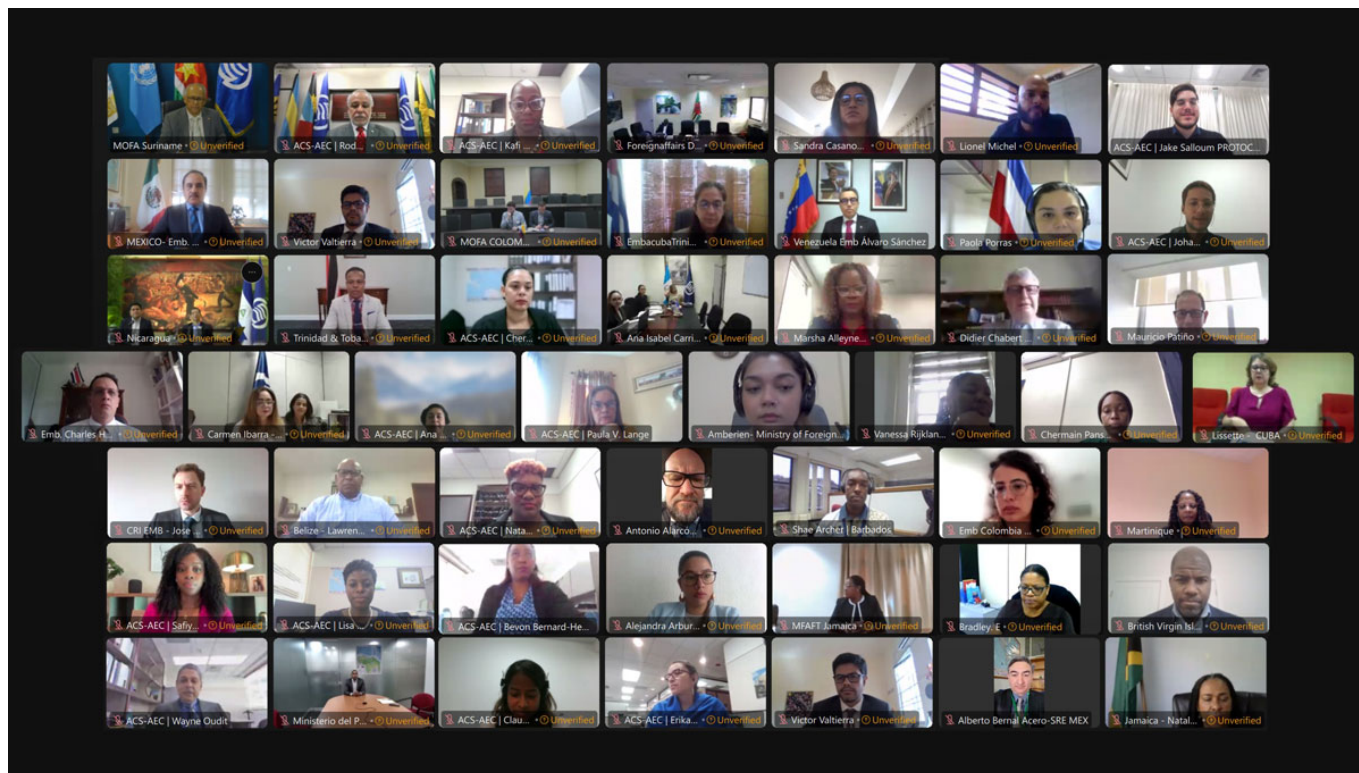 MOFA Suriname • Unverified
ACS-AEC | Rod... • Unverified
ACS-AEC | Kafi ... • Unverified
Foreignaffairs D... • Unverified
Sandra Casano... • Unverified
Lionel Michel • Unverified
ACS-AEC | Jake Salloum PROTOC...
MEXICO- Emb. ... • Unverified
Victor Valtierra • Unverified
MOFA COLOM... • Unverified
EmbacubaTrini... • Unverified
Venezuela Emb Álvaro Sánchez
Paola Porras • Unverified
ACS-AEC | Joha... • Unverified
Nicaragua • Unverified
Trinidad & Toba... • Unverified
ACS-AEC | Cher... • Unverified
Ana Isabel Carri... • Unverified
Marsha Alleyne... • Unverified
Didier Chabert ... • Unverified
Mauricio Patiño • Unverified
Emb. Charles H... • Unverified
Carmen Ibarra - ... • Unverified
ACS-AEC | Ana ... • Unverified
ACS-AEC | Paula V. Lange
Amberien- Ministry of Foreign...
Vanessa Rijklan... • Unverified
Chermain Pans... • Unverified
Lissette - CUBA • Unverified
CRI EMB - Jose ... • Unverified
Belize - Lawren... • Unverified
ACS-AEC | Nata... • Unverified
Antonio Alarco... • Unverified
Shae Archer | Barbados
Emb Colombia ... • Unverified
Martinique • Unverified
ACS-AEC | Safiy... • Unverified
ACS-AEC | Lisa ... • Unverified
ACS-AEC | Bevon Bernard-He...
Alejandra Arbur... • Unverified
MFAFT Jamaica • Unverified
Bradley. E • Unverified
British Virgin Isl... • Unverified
ACS-AEC | Wayne Oudit
Ministerio del P... • Unverified
ACS-AEC | Clau... • Unverified
ACS-AEC | Erika... • Unverified
Victor Valtierra • Unverified
Alberto Bernal Acero-SRE MEX
Jamaica - Natal... • Unverified